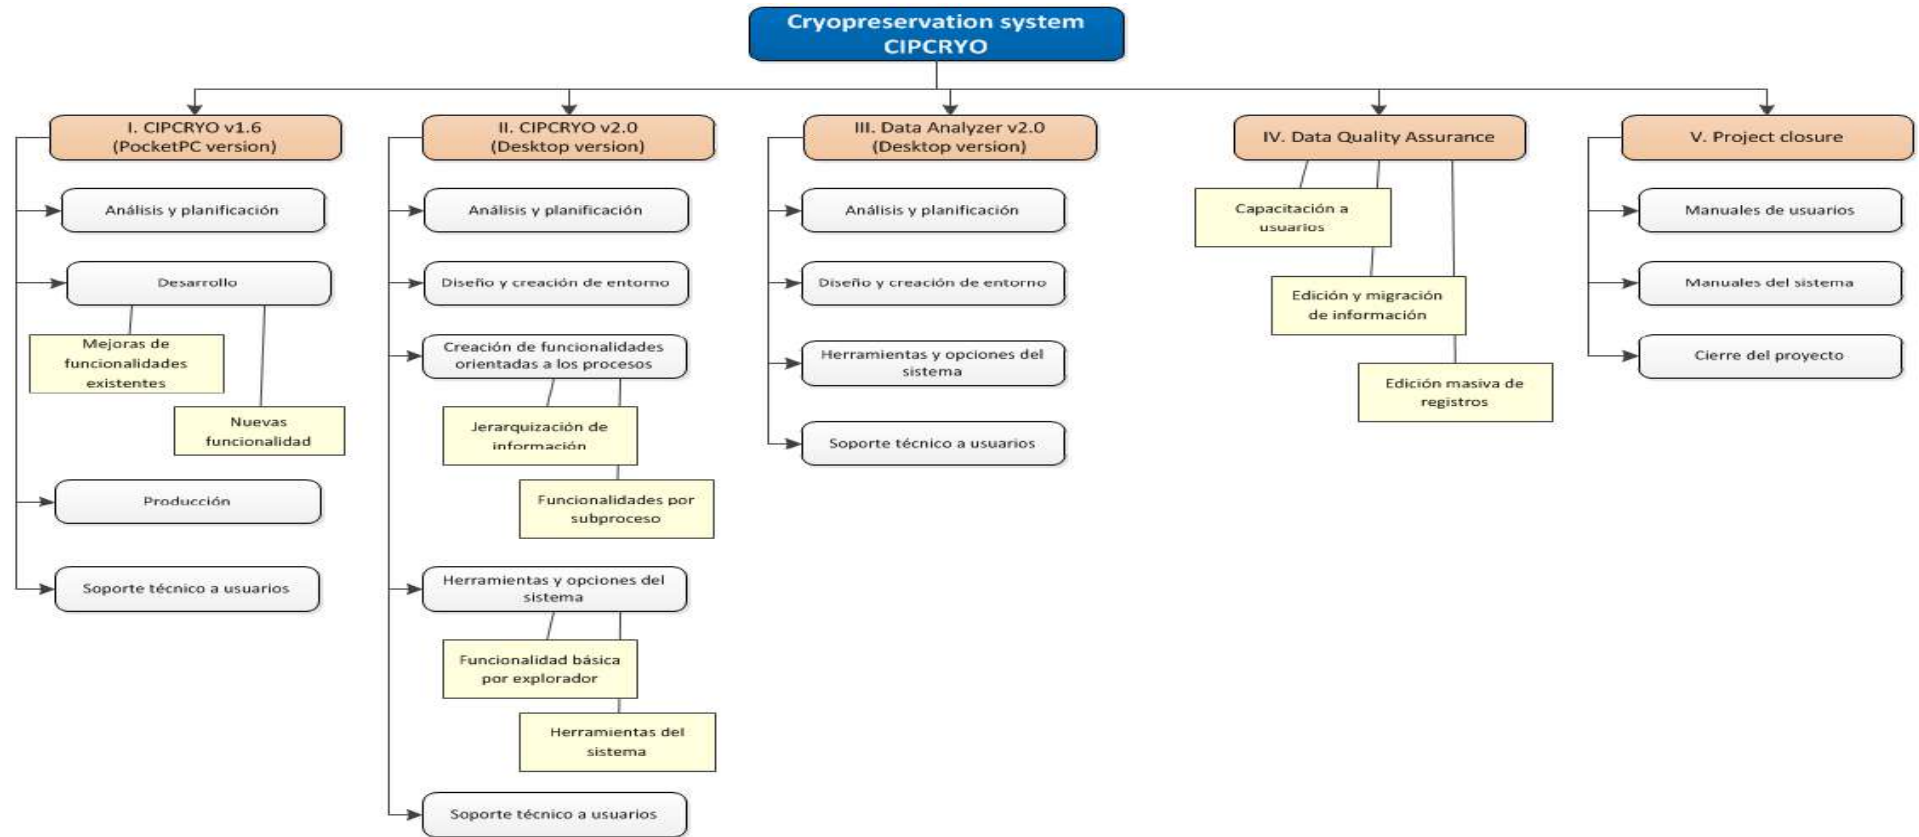 Cryopreservation system
CIPCRYO
I. CIPCRYO v1.6
(PocketPC version)
Análisis y planificación
Desarrollo
Mejoras de
funcionalidades
existentes
Nuevas
funcionalidad
Producción
Soporte técnico a usuarios
II. CIPCRYO v2.0
(Desktop version)
Análisis y planificación
Diseño y creación de entorno
Creación de funcionalidades
orientadas a los procesos
Jerarquización de
información
Funcionalidades por
subproceso
Herramientas y opciones del
sistema
Funcionalidad básica
por explorador
Herramientas del
sistema
Soporte técnico a usuarios
III. Data Analyzer v2.0
(Desktop version)
Análisis y planificación
Diseño y creación de entorno
Herramientas y opciones del
sistema
Soporte técnico a usuarios
IV. Data Quality Assurance
Capacitación a
usuarios
Edición y migración
de información
Edición masiva de
registros
V. Project closure
Manuales de usuarios
Manuales del sistema
Cierre del proyecto